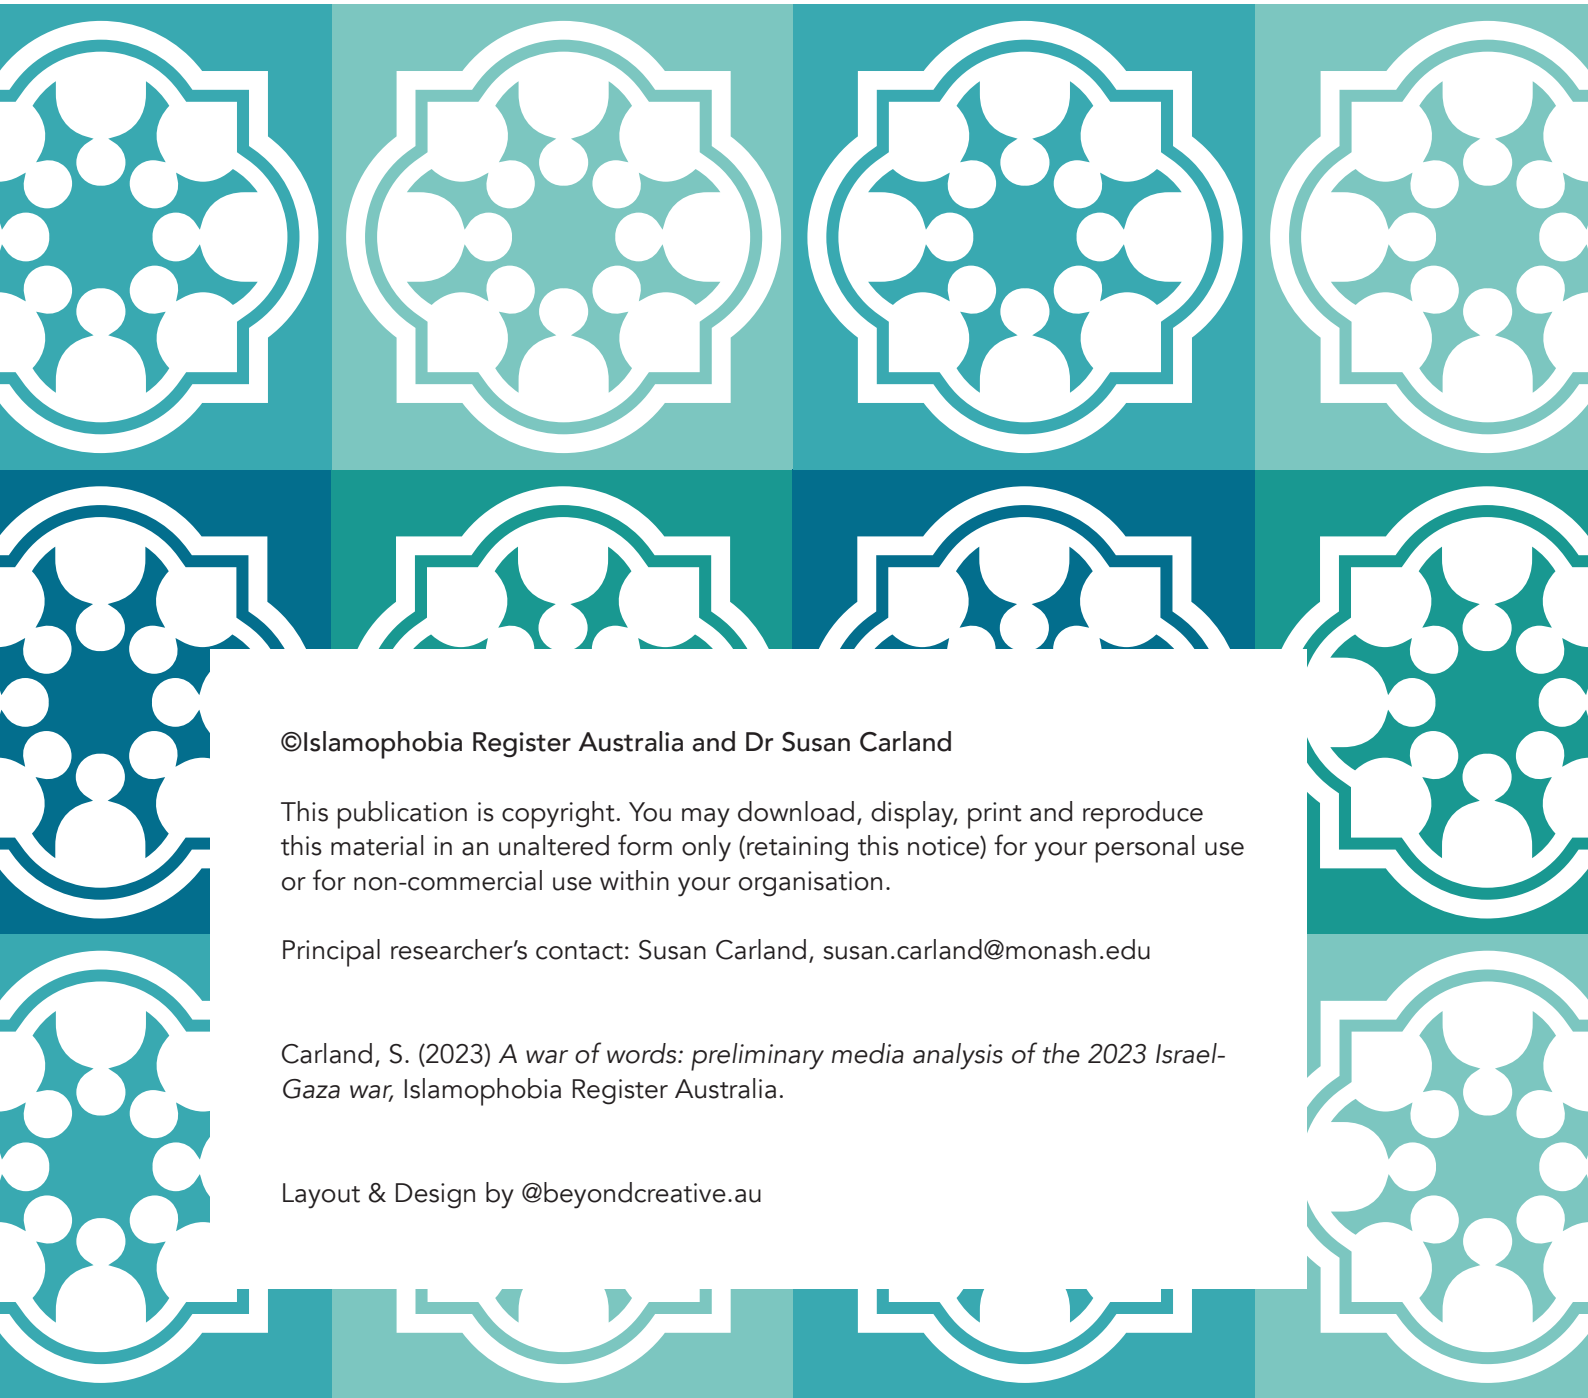 ©Islamophobia Register Australia and Dr Susan Carland
This publication is copyright. You may download, display, print and reproduce
this material in an unaltered form only (retaining this notice) for your personal use
or for non-commercial use within your organisation.
Principal researcher’s contact: Susan Carland, susan.carland@monash.edu
Carland, S. (2023) A war of words: preliminary media analysis of the 2023 Israel-
Gaza war, Islamophobia Register Australia.
Layout & Design by @beyondcreative.au